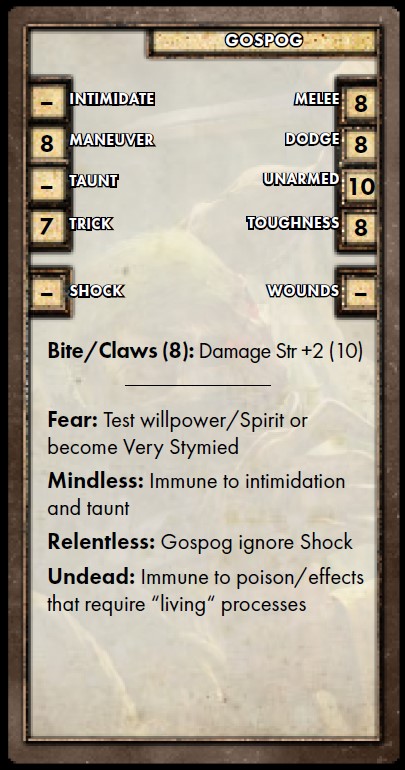 GOSPOG
– INTIMIDATE MELEE 8
8 MANEUVER DODGE 8
– TAUNT UNARMED 10
7 TRICK TOUGHNESS 8
– SHOCK WOUNDS –
Bite/Claws (8): Damage Str +2 (10)
Fear: Test willpower/Spirit or
become Very Stymied
Mindless: Immune to intimidation
and taunt
Relentless: Gospog ignore Shock
Undead: Immune to poison/effects
that require “living“ processes